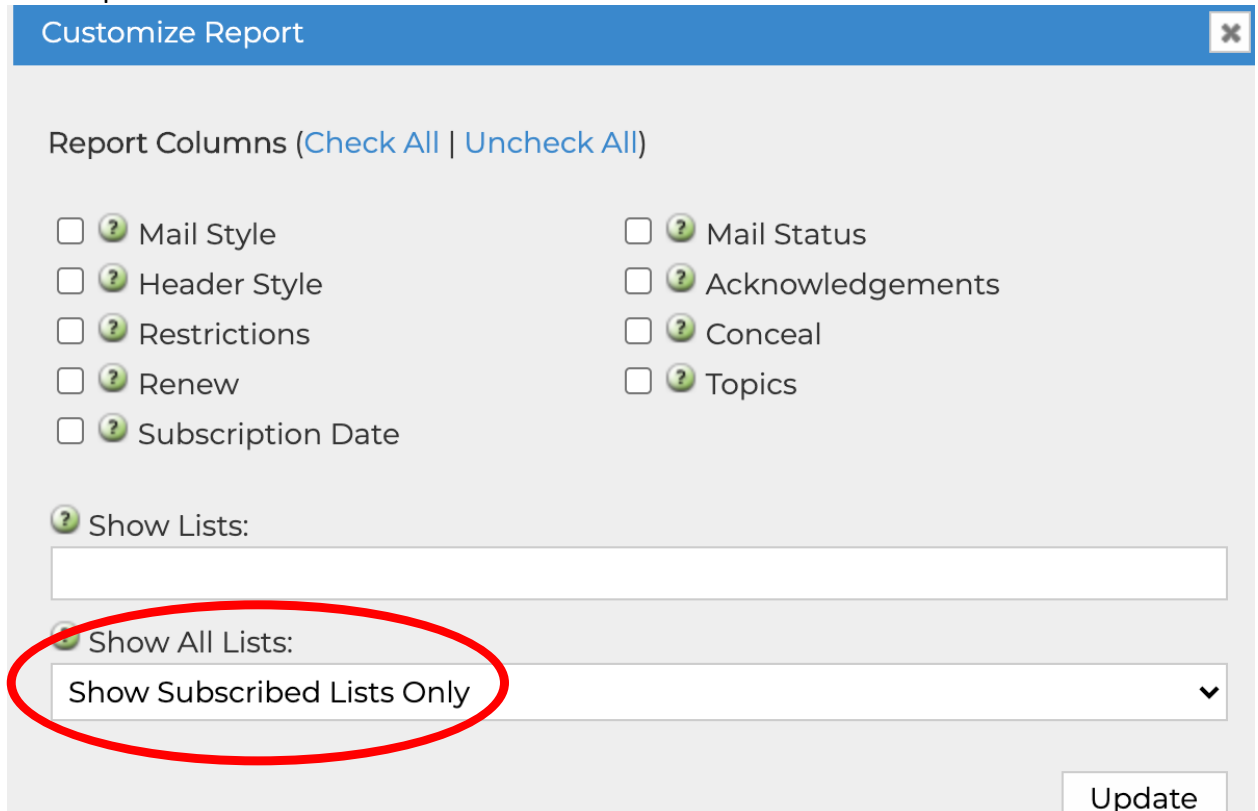 Customize Report
Report Columns (Check All | Uncheck All)
Mail Style
Mail Status
Header Style
Acknowledgements
Restrictions
Conceal
Renew
Topics
Subscription Date
Show Lists:
Show All Lists:
Show Subscribed Lists Only
Update